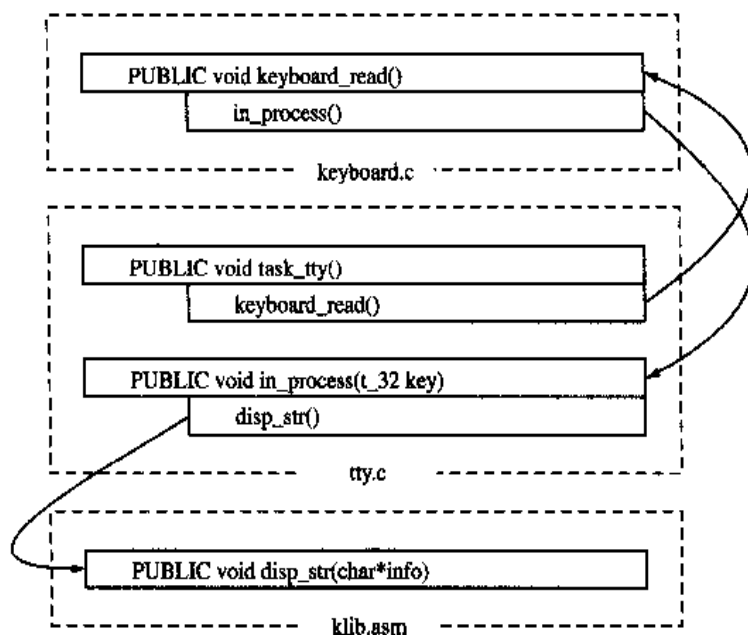 PUBLIC void keyboard_read()
in_process()
keyboard.c
PUBLIC void task_tty()
keyboard_read()
PUBLIC void in_process(t_32 key)
disp_str()
tty.c
PUBLIC void disp_str(char*info)
klib.asm